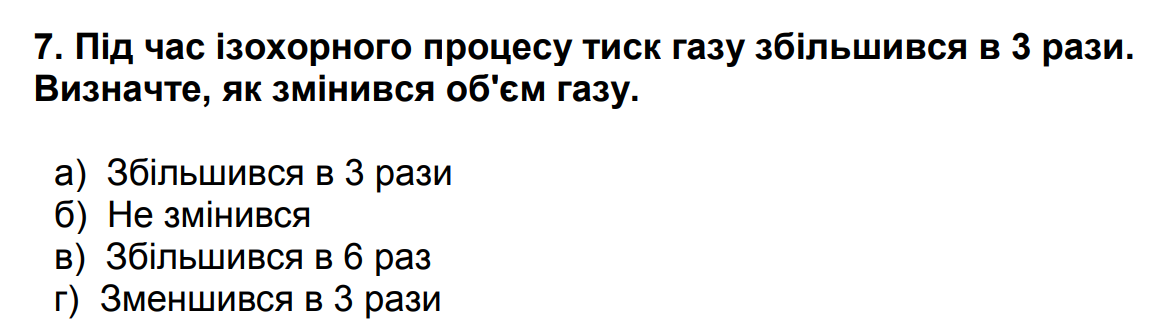 7. Під час ізохорного процесу тиск газу збільшився в 3 рази.
Визначте, як змінився об'єм газу.
а) Збільшився в 3 рази
б) Не змінився
в) Збільшився в 6 раз
г) Зменшився в 3 рази